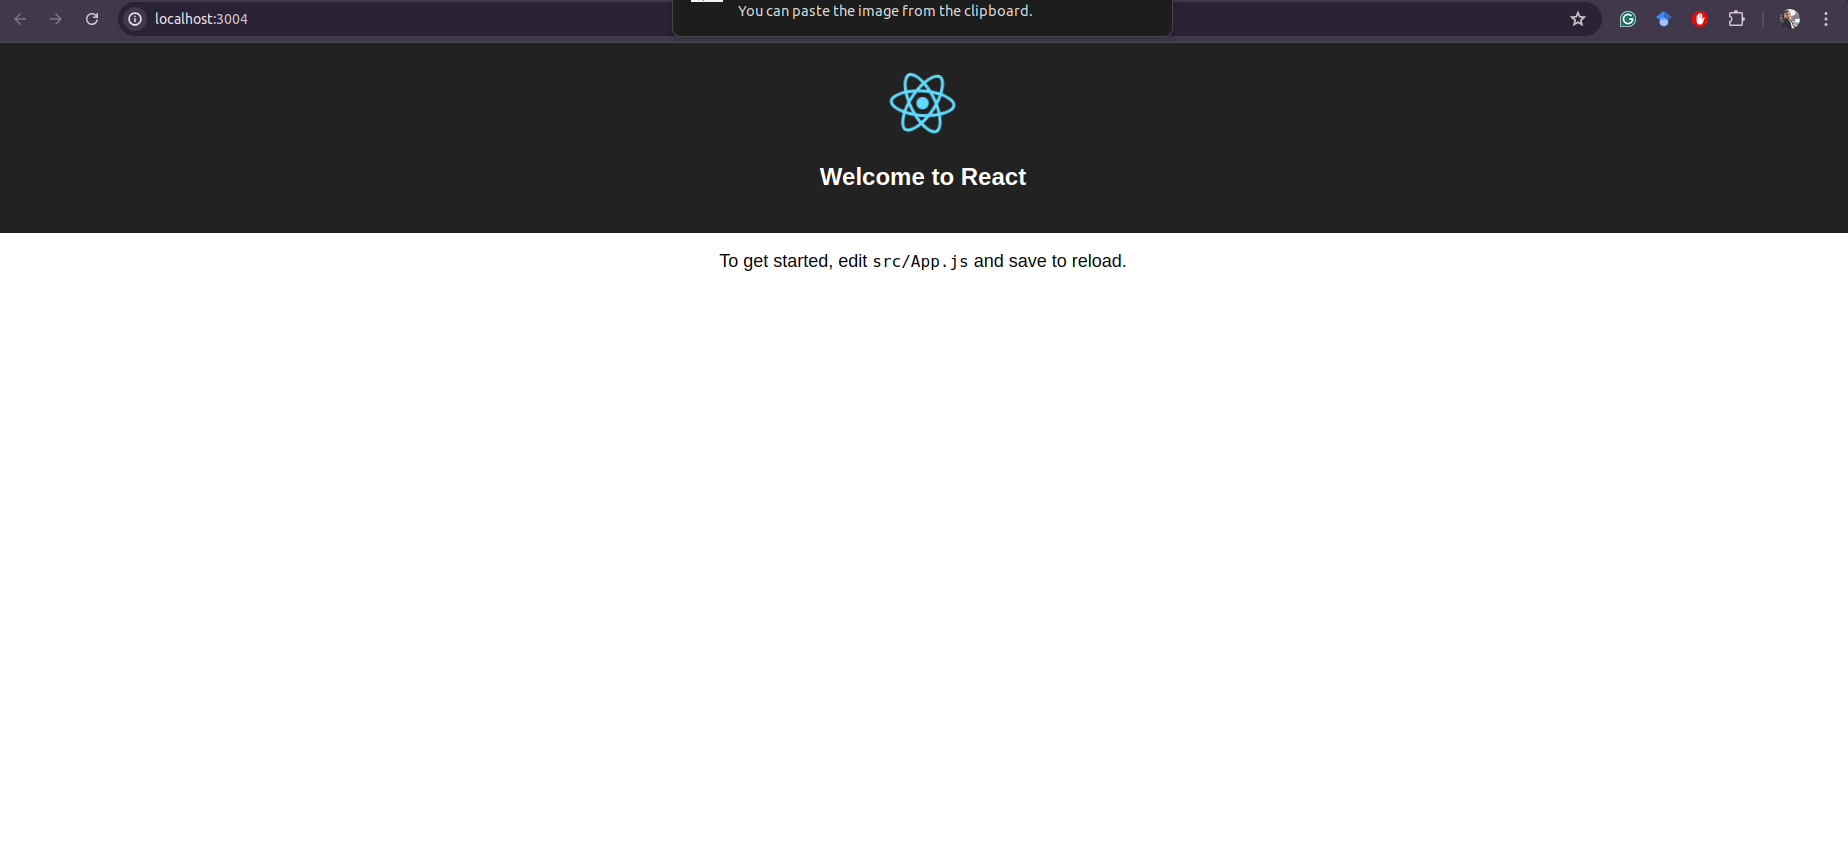 localhost:3004
You can paste the image from the clipboard.
Welcome to React
To get started, edit src/App.js and save to reload.